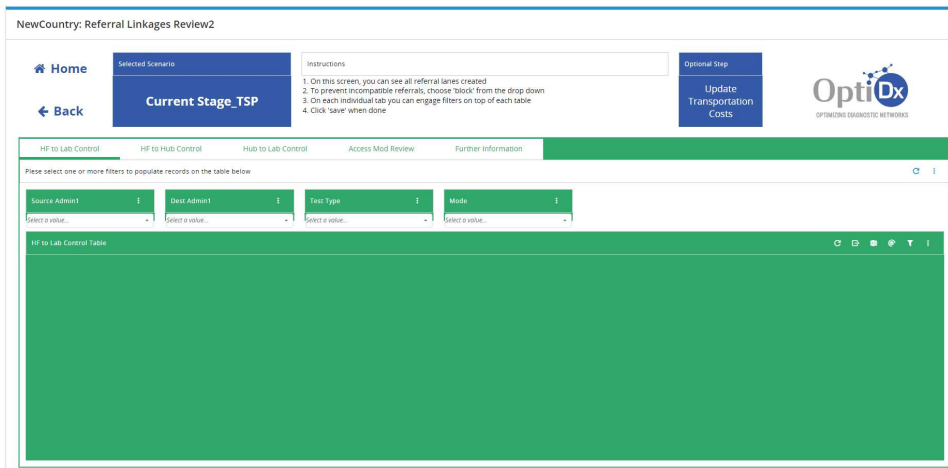 NewCountry: Referral Linkages Review2
Home
Back
Selected Scenario
Current Stage_TSP
Instructions
1. On this screen, you can see all referral lanes created
2. To prevent incompatible referrals, choose 'block' from the drop down
3. On each individual tab you can engage filters on top of each table
4. Click 'save' when done
Optional Step
Update
Transportation
Costs
OptiDx
OPTIMIZING DIAGNOSTIC NETWORKS
HF to Lab Control
HF to Hub Control
Hub to Lab Control
Access Mod Review
Further Information
Plese select one or more filters to populate records on the table below
Source Admin1
Dest Admin1
Test Type
Mode
Select a value...
Select a value...
Select a value...
Select a value...
HF to Lab Control Table